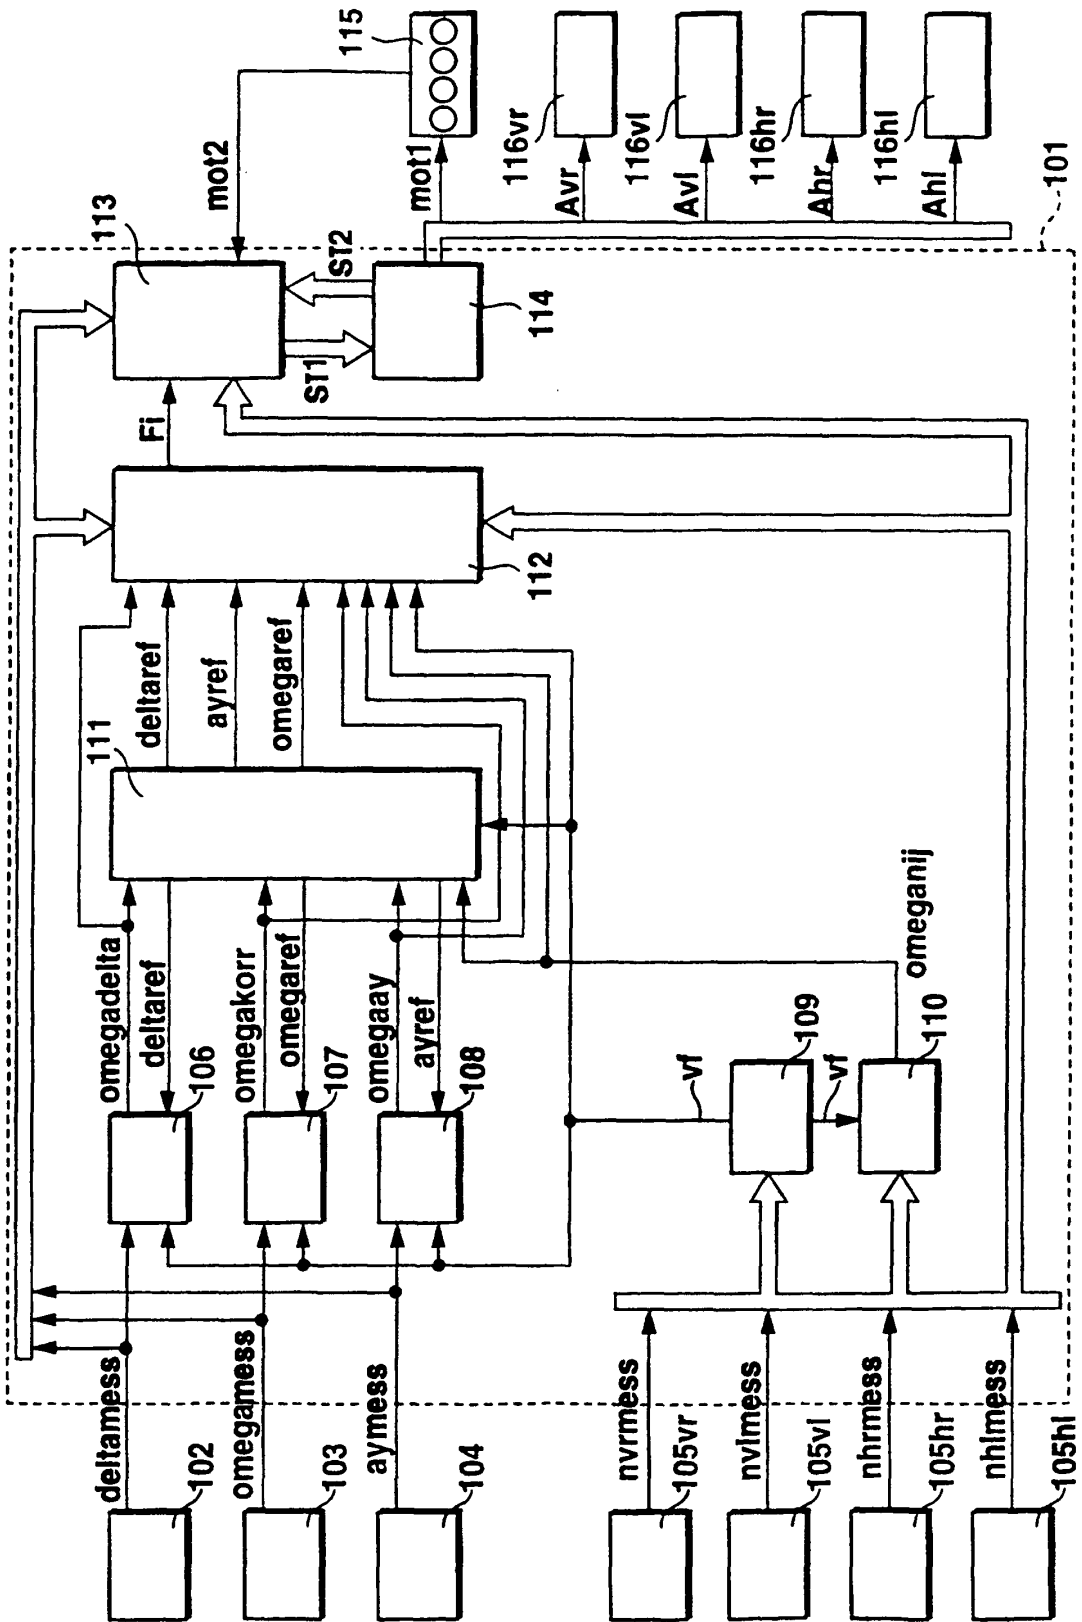 deltamess
102
omegamess
103
aymess
104
nvrmess
105vr
nvlmess
105vl
nhrmess
105hr
nhlmess
105hl
omegadelta
deltaref
106
omegakorr
omegaref
107
omegaay
ayref
108
vf
109
vf
110
omeganij
111
deltaref
ayref
omegaref
112
Fi
113
ST1
ST2
114
mot2
mot1
115
Avr
116vr
Avl
116vl
Ahr
116hr
Ahl
116hl
101